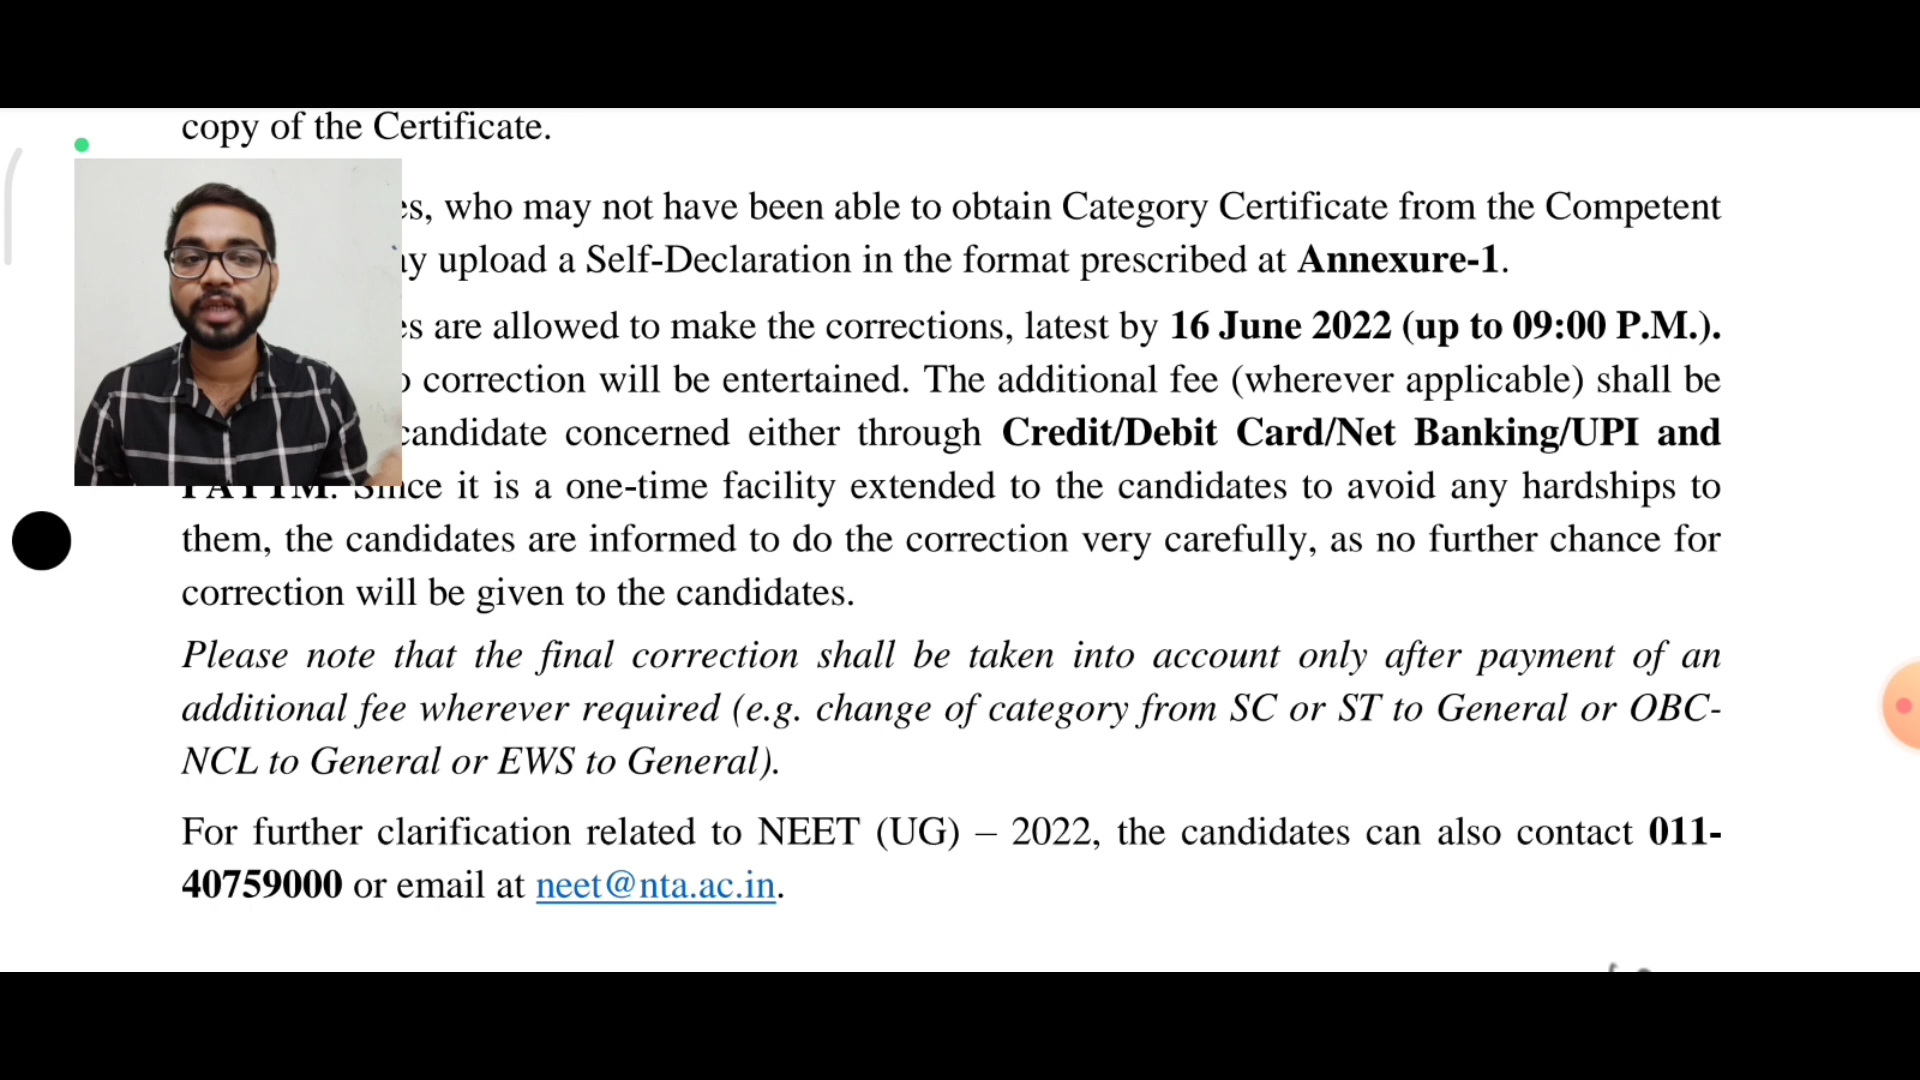 copy of the Certificate.
who may not have been able to obtain Category Certificate from the Competent
upload a Self-Declaration in the format prescribed at Annexure-1.
are allowed to make the corrections, latest by 16 June 2022 (up to 09:00 P.M.).
correction will be entertained. The additional fee (wherever applicable) shall be
candidate concerned either through Credit/Debit Card/Net Banking/UPI and
PAYTM. Since it is a one-time facility extended to the candidates to avoid any hardships to
them, the candidates are informed to do the correction very carefully, as no further chance for
correction will be given to the candidates.
Please note that the final correction shall be taken into account only after payment of an
additional fee wherever required (e.g. change of category from SC or ST to General or OBC-
NCL to General or EWS to General).
For further clarification related to NEET (UG) – 2022, the candidates can also contact 011-
40759000 or email at neet@nta.ac.in.